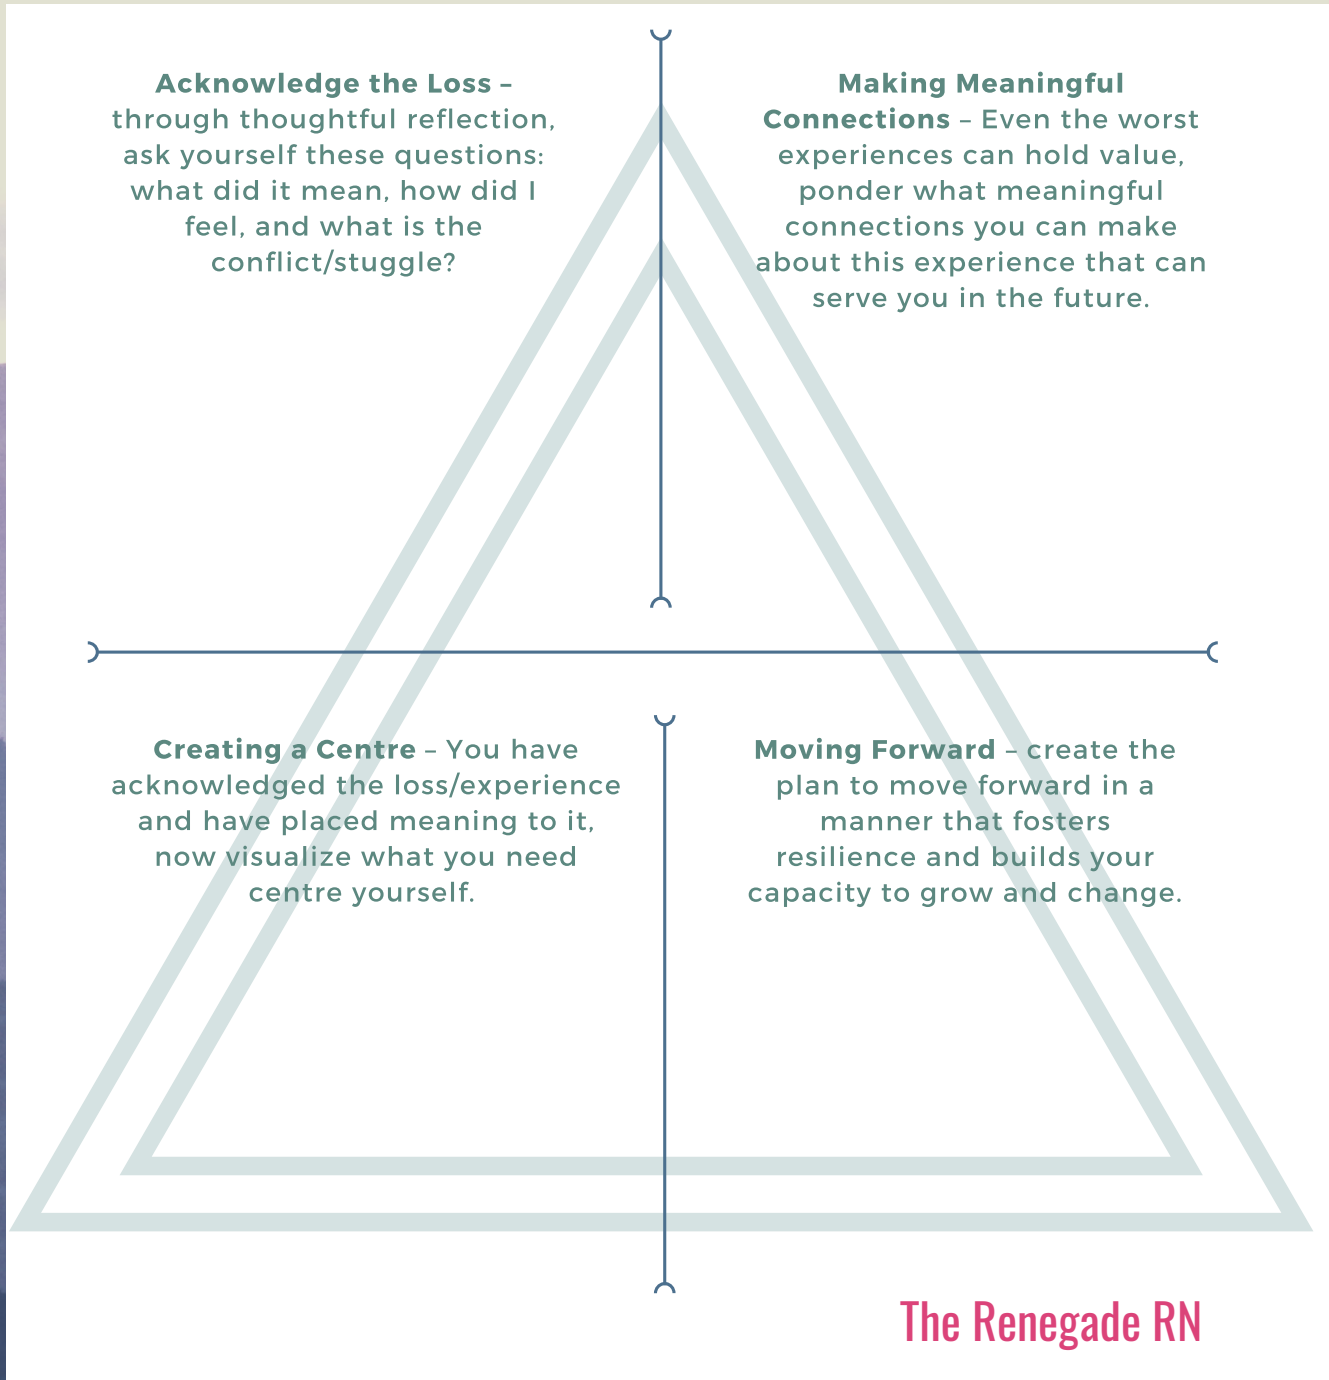 Acknowledge the Loss –
through thoughtful reflection,
ask yourself these questions:
what did it mean, how did I
feel, and what is the
conflict/stuggle?
Making Meaningful
Connections – Even the worst
experiences can hold value,
ponder what meaningful
connections you can make
about this experience that can
serve you in the future.
Creating a Centre – You have
acknowledged the loss/experience
and have placed meaning to it,
now visualize what you need
centre yourself.
Moving Forward – create the
plan to move forward in a
manner that fosters
resilience and builds your
capacity to grow and change.
The Renegade RN